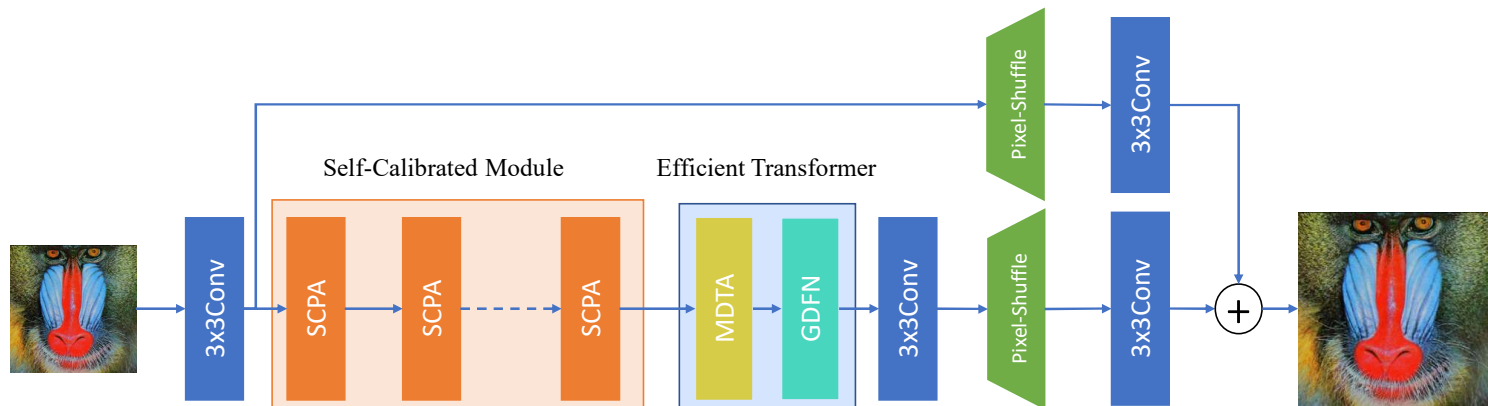 Pixel-Shuffle
3x3Conv
Self-Calibrated Module
Efficient Transformer
3x3Conv
SCPA
SCPA
SCPA
MDTA
GDFN
3x3Conv
Pixel-Shuffle
3x3Conv
+